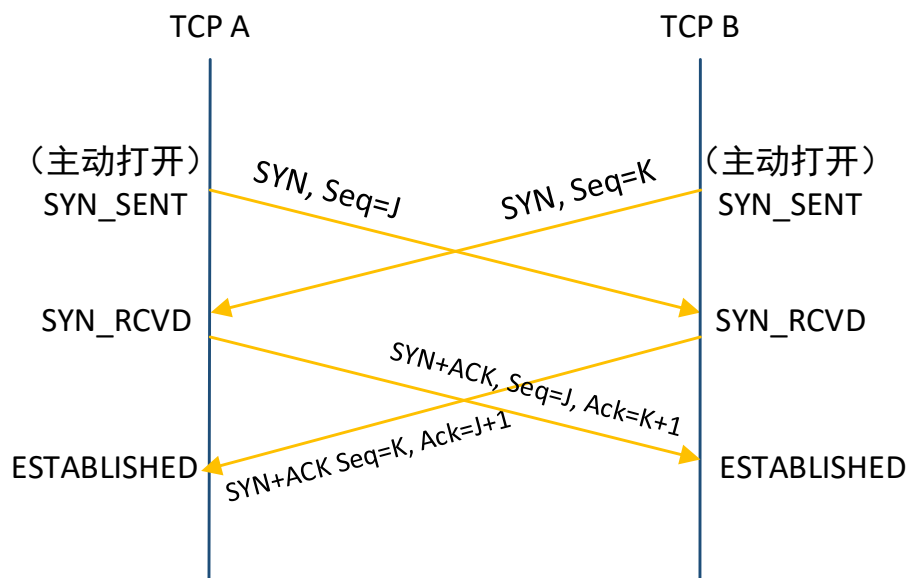 TCP A
TCP B
（主动打开）
SYN_SENT
SYN, Seq=J
SYN, Seq=K
（主动打开）
SYN_SENT
SYN_RCVD
SYN_RCVD
SYN+ACK, Seq=J, Ack=K+1
SYN+ACK Seq=K, Ack=J+1
ESTABLISHED
ESTABLISHED